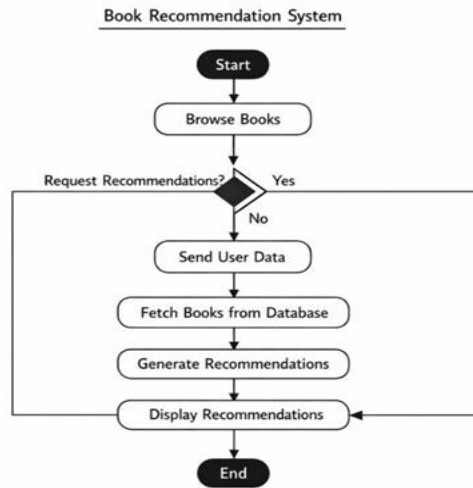 Book Recommendation System
Start
Browse Books
Request Recommendations?
Yes
No
Send User Data
Fetch Books from Database
Generate Recommendations
Display Recommendations
End